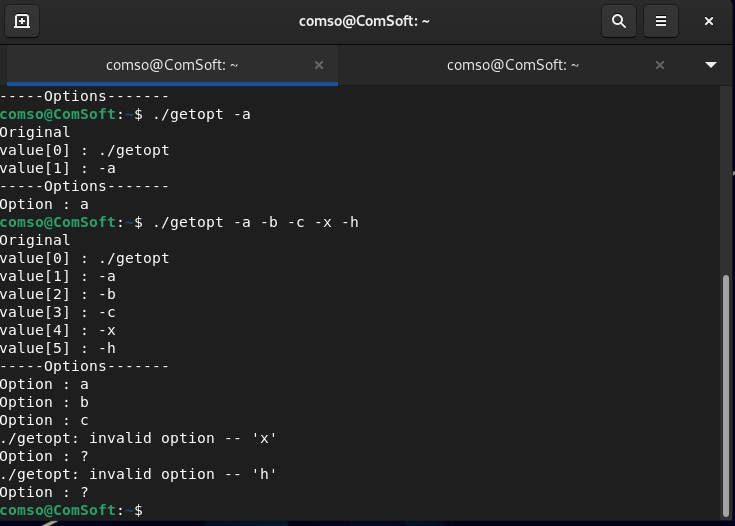 comso@ComSoft: ~
comso@ComSoft: ~
comso@ComSoft: ~
-----Options-------
comso@ComSoft:~$ ./getopt -a
Original
value[0] : ./getopt
value[1] : -a
-----Options-------
Option : a
comso@ComSoft:~$ ./getopt -a -b -c -x -h
Original
value[0] : ./getopt
value[1] : -a
value[2] : -b
value[3] : -c
value[4] : -x
value[5] : -h
-----Options-------
Option : a
Option : b
Option : c
./getopt: invalid option -- 'x'
Option : ?
./getopt: invalid option -- 'h'
Option : ?
comso@ComSoft:~$